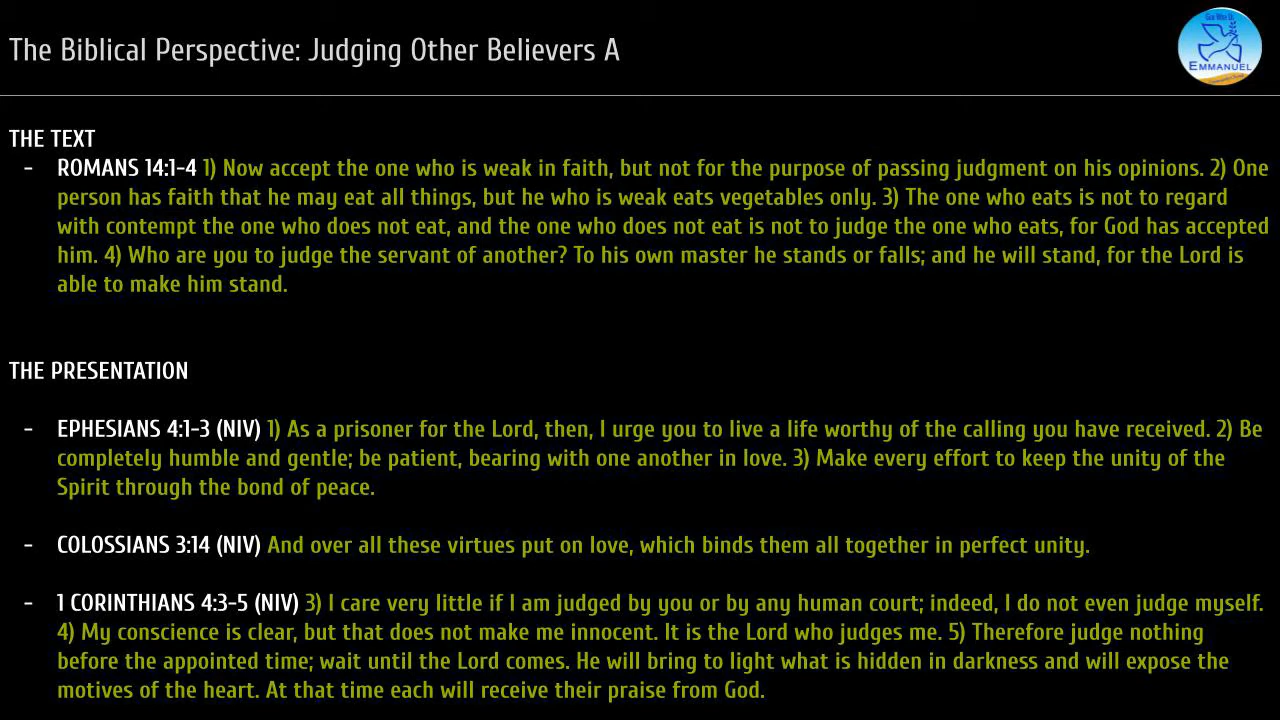 The Biblical Perspective: Judging Other Believers A
GOD WITH US
EMMANUEL
THE TEXT
- ROMANS 14:1-4 1) Now accept the one who is weak in faith, but not for the purpose of passing judgment on his opinions. 2) One
person has faith that he may eat all things, but he who is weak eats vegetables only. 3) The one who eats is not to regard
with contempt the one who does not eat, and the one who does not eat is not to judge the one who eats, for God has accepted
him. 4) Who are you to judge the servant of another? To his own master he stands or falls; and he will stand, for the Lord is
able to make him stand.
THE PRESENTATION
- EPHESIANS 4:1-3 (NIV) 1) As a prisoner for the Lord, then, I urge you to live a life worthy of the calling you have received. 2) Be
completely humble and gentle; be patient, bearing with one another in love. 3) Make every effort to keep the unity of the
Spirit through the bond of peace.
- COLOSSIANS 3:14 (NIV) And over all these virtues put on love, which binds them all together in perfect unity.
- 1 CORINTHIANS 4:3-5 (NIV) 3) I care very little if I am judged by you or by any human court; indeed, I do not even judge myself.
4) My conscience is clear, but that does not make me innocent. It is the Lord who judges me. 5) Therefore judge nothing
before the appointed time; wait until the Lord comes. He will bring to light what is hidden in darkness and will expose the
motives of the heart. At that time each will receive their praise from God.